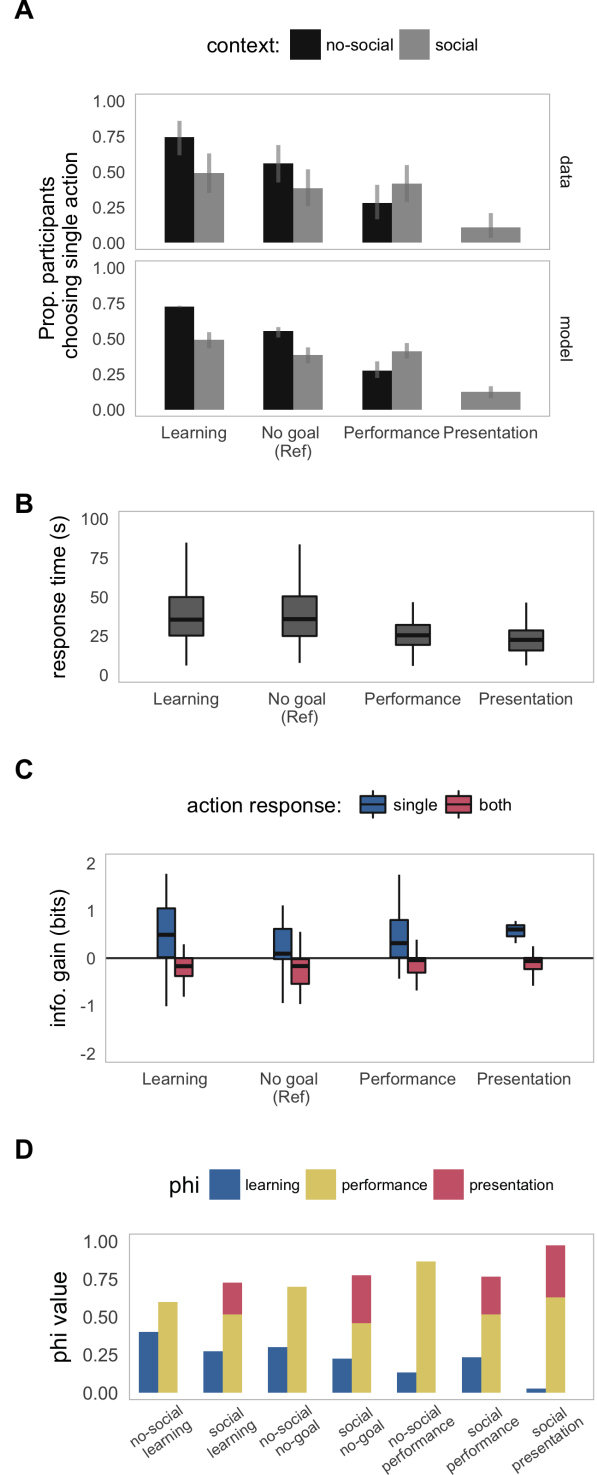 A
context: no-social social
Prop. participants
choosing single action
1.00
0.75
0.50
0.25
0.00
data
1.00
0.75
0.50
0.25
0.00
model
Learning No goal Performance Presentation
(Ref)
B
response time (s)
100
75
50
25
0
Learning No goal Performance Presentation
(Ref)
C
action response: single both
info. gain (bits)
2
1
0
-1
-2
Learning No goal Performance Presentation
(Ref)
D
phi learning performance presentation
phi value
1.00
0.75
0.50
0.25
0.00
no-social
learning
social
learning
no-social
no-goal
social
no-goal
no-social
performance
social
performance
social
presentation